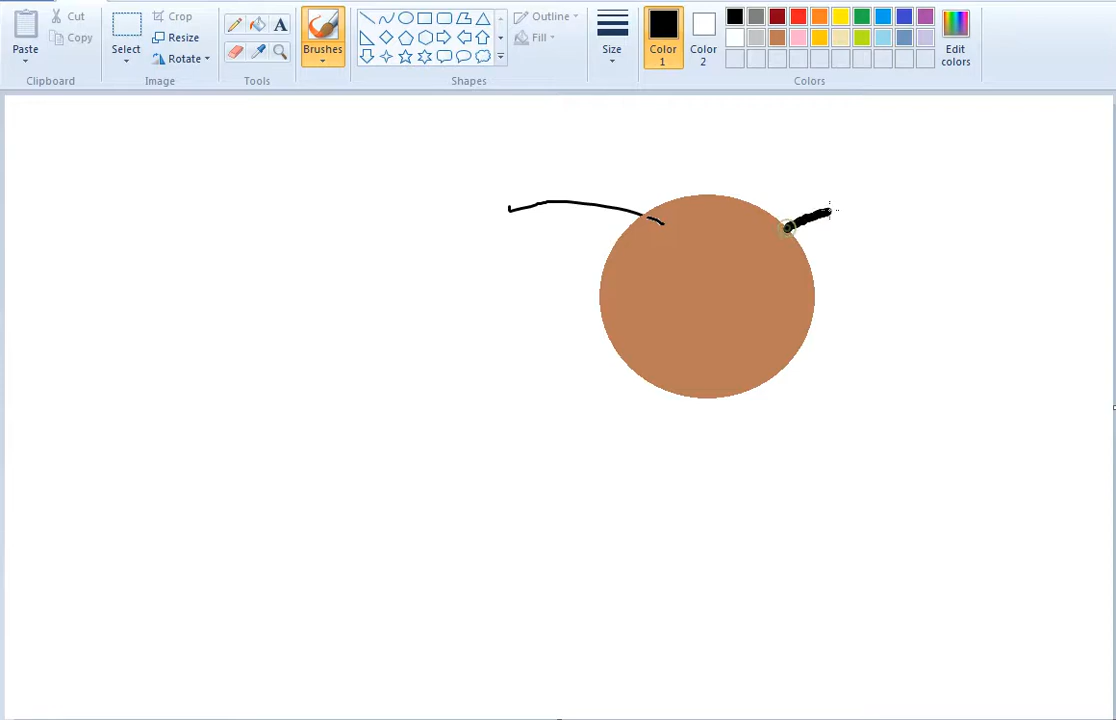 Cut
Crop
Outline
Copy
Resize
A
Fill
Paste
Select
Rotate
Brushes
Size
Color 1
Color 2
Edit colors
Clipboard
Image
Tools
Shapes
Colors